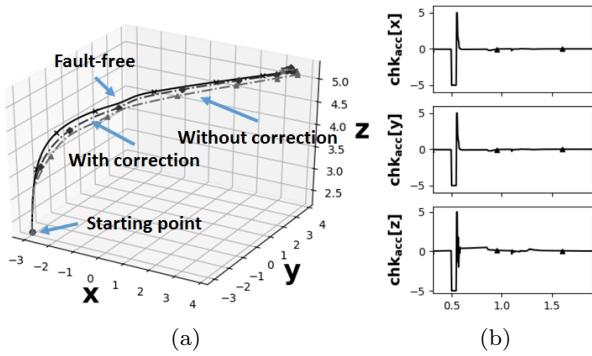 Fault-free
Without correction
With correction
Starting point
z
5.0
4.5
4.0
3.5
3.0
2.5
x
-3
-2
-1
0
1
2
3
4
y
-3
-2
-1
0
1
2
3
4
(a)
chk_acc[x]
5
0
-5
chk_acc[y]
5
0
-5
chk_acc[z]
5
0
-5
0.5
1.0
1.5
(b)